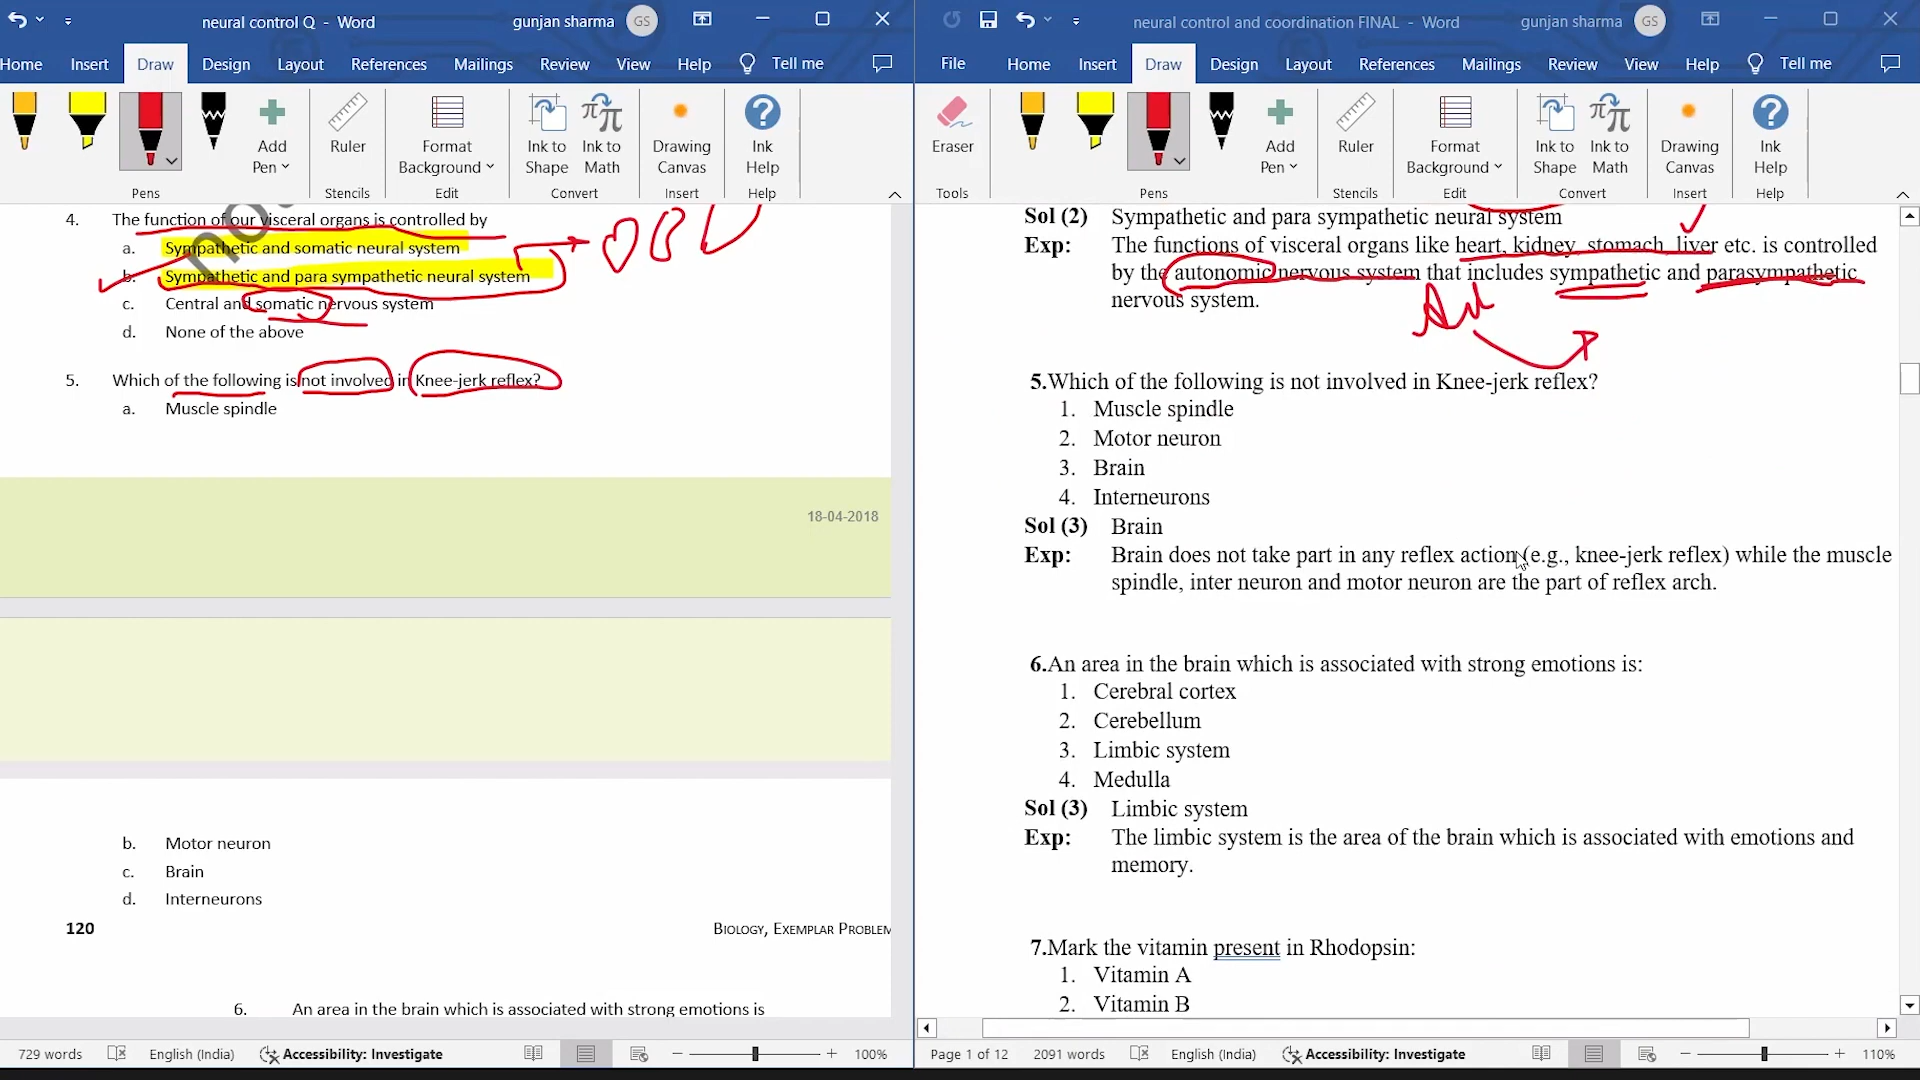 neural control Q - Word
gunjan sharma
GS
Home
Insert
Draw
Design
Layout
References
Mailings
Review
View
Help
Tell me
Add
Pen
Ruler
Format
Background
Ink to
Shape
Ink to
Math
Drawing
Canvas
Ink
Help
Pens
Stencils
Edit
Convert
Insert
Help
4. The function of our visceral organs is controlled by
a. Sympathetic and somatic neural system
b. Sympathetic and para sympathetic neural system
c. Central and somatic nervous system
d. None of the above
5. Which of the following is not involved in Knee-jerk reflex?
a. Muscle spindle
18-04-2018
b. Motor neuron
c. Brain
d. Interneurons
120
BIOLOGY, EXEMPLAR PROBLEM
6. An area in the brain which is associated with strong emotions is
729 words
English (India)
Accessibility: Investigate
100%
neural control and coordination FINAL - Word
gunjan sharma
GS
File
Home
Insert
Draw
Design
Layout
References
Mailings
Review
View
Help
Tell me
Eraser
Add
Pen
Ruler
Format
Background
Ink to
Shape
Ink to
Math
Drawing
Canvas
Ink
Help
Tools
Pens
Stencils
Edit
Convert
Insert
Help
Sol (2) Sympathetic and para sympathetic neural system
Exp: The functions of visceral organs like heart, kidney, stomach, liver etc. is controlled
by the autonomic nervous system that includes sympathetic and parasympathetic
nervous system.
5.Which of the following is not involved in Knee-jerk reflex?
1. Muscle spindle
2. Motor neuron
3. Brain
4. Interneurons
Sol (3) Brain
Exp: Brain does not take part in any reflex action (e.g., knee-jerk reflex) while the muscle
spindle, inter neuron and motor neuron are the part of reflex arch.
6.An area in the brain which is associated with strong emotions is:
1. Cerebral cortex
2. Cerebellum
3. Limbic system
4. Medulla
Sol (3) Limbic system
Exp: The limbic system is the area of the brain which is associated with emotions and
memory.
7.Mark the vitamin present in Rhodopsin:
1. Vitamin A
2. Vitamin B
Page 1 of 12
2091 words
English (India)
Accessibility: Investigate
110%